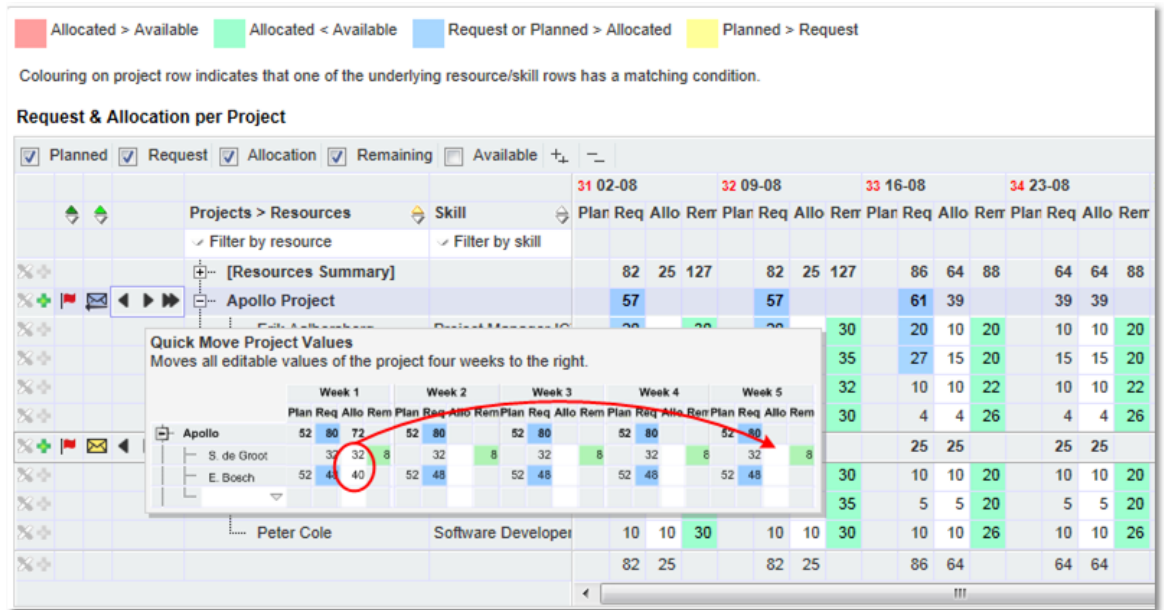 Allocated > Available Allocated < Available Request or Planned > Allocated Planned > Request
Colouring on project row indicates that one of the underlying resource/skill rows has a matching condition.
Request & Allocation per Project
Planned Request Allocation Remaining Available
31 02-08 32 09-08 33 16-08 34 23-08
Projects > Resources Skill Plan Req Allo Rem Plan Req Allo Rem Plan Req Allo Rem Plan Req Allo Rem
Filter by resource Filter by skill
[Resources Summary] 82 25 127 82 25 127 86 64 88 64 64 88
Apollo Project 57 57 61 39 39 39
30 20 10 20 10 10 20
Quick Move Project Values
Moves all editable values of the project four weeks to the right.
35 27 15 20 15 15 20
Week 1 Week 2 Week 3 Week 4 Week 5
32 10 10 22 10 10 22
Plan Req Allo Rem Plan Req Allo Rem Plan Req Allo Rem Plan Req Allo Rem Plan Req Allo Rem
30 4 4 26 4 4 26
Apollo 52 80 72 52 80 52 80 52 80 52 80
25 25 25 25
S. de Groot 32 32 8 32 8 32 8 32 8 32 8
E. Bosch 52 48 40 52 48 52 48 52 48 52 48
30 10 10 20 10 10 20
35 5 5 20 5 5 20
Peter Cole Software Developer 10 10 30 10 10 30 10 10 26 10 10 26
82 25 82 25 86 64 64 64